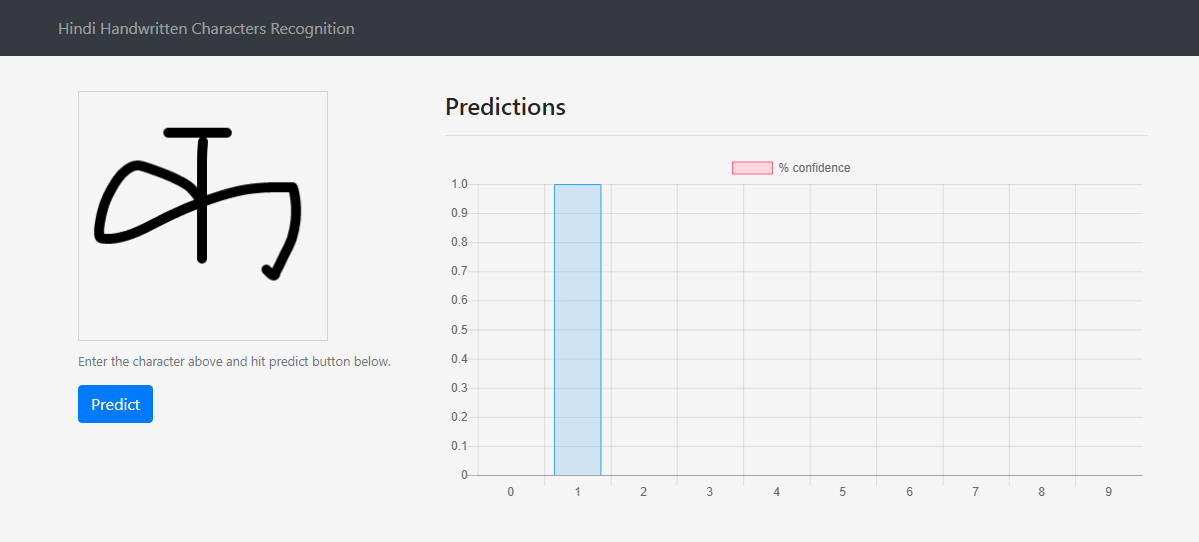 Hindi Handwritten Characters Recognition
Predictions
% confidence
1.0
0.9
0.8
0.7
0.6
0.5
0.4
0.3
0.2
0.1
0
0 1 2 3 4 5 6 7 8 9
क
Enter the character above and hit predict button below.
Predict